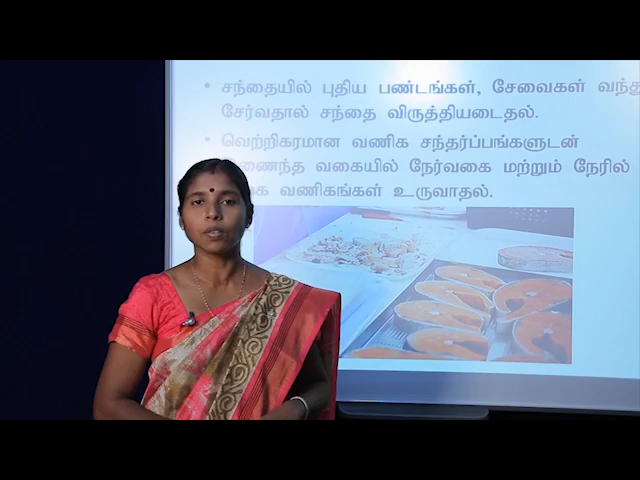 • சந்தையில் புதிய பண்டங்கள், சேவைகள்
சேர்வதால் சந்தை விருத்தியடைதல்.
• வெற்றிகரமான வணிக சந்தர்ப்பங்களுடன்
வகையில் நேர்வகை மற்றும் நேரில்
வணிகங்கள் உருவாதல்.